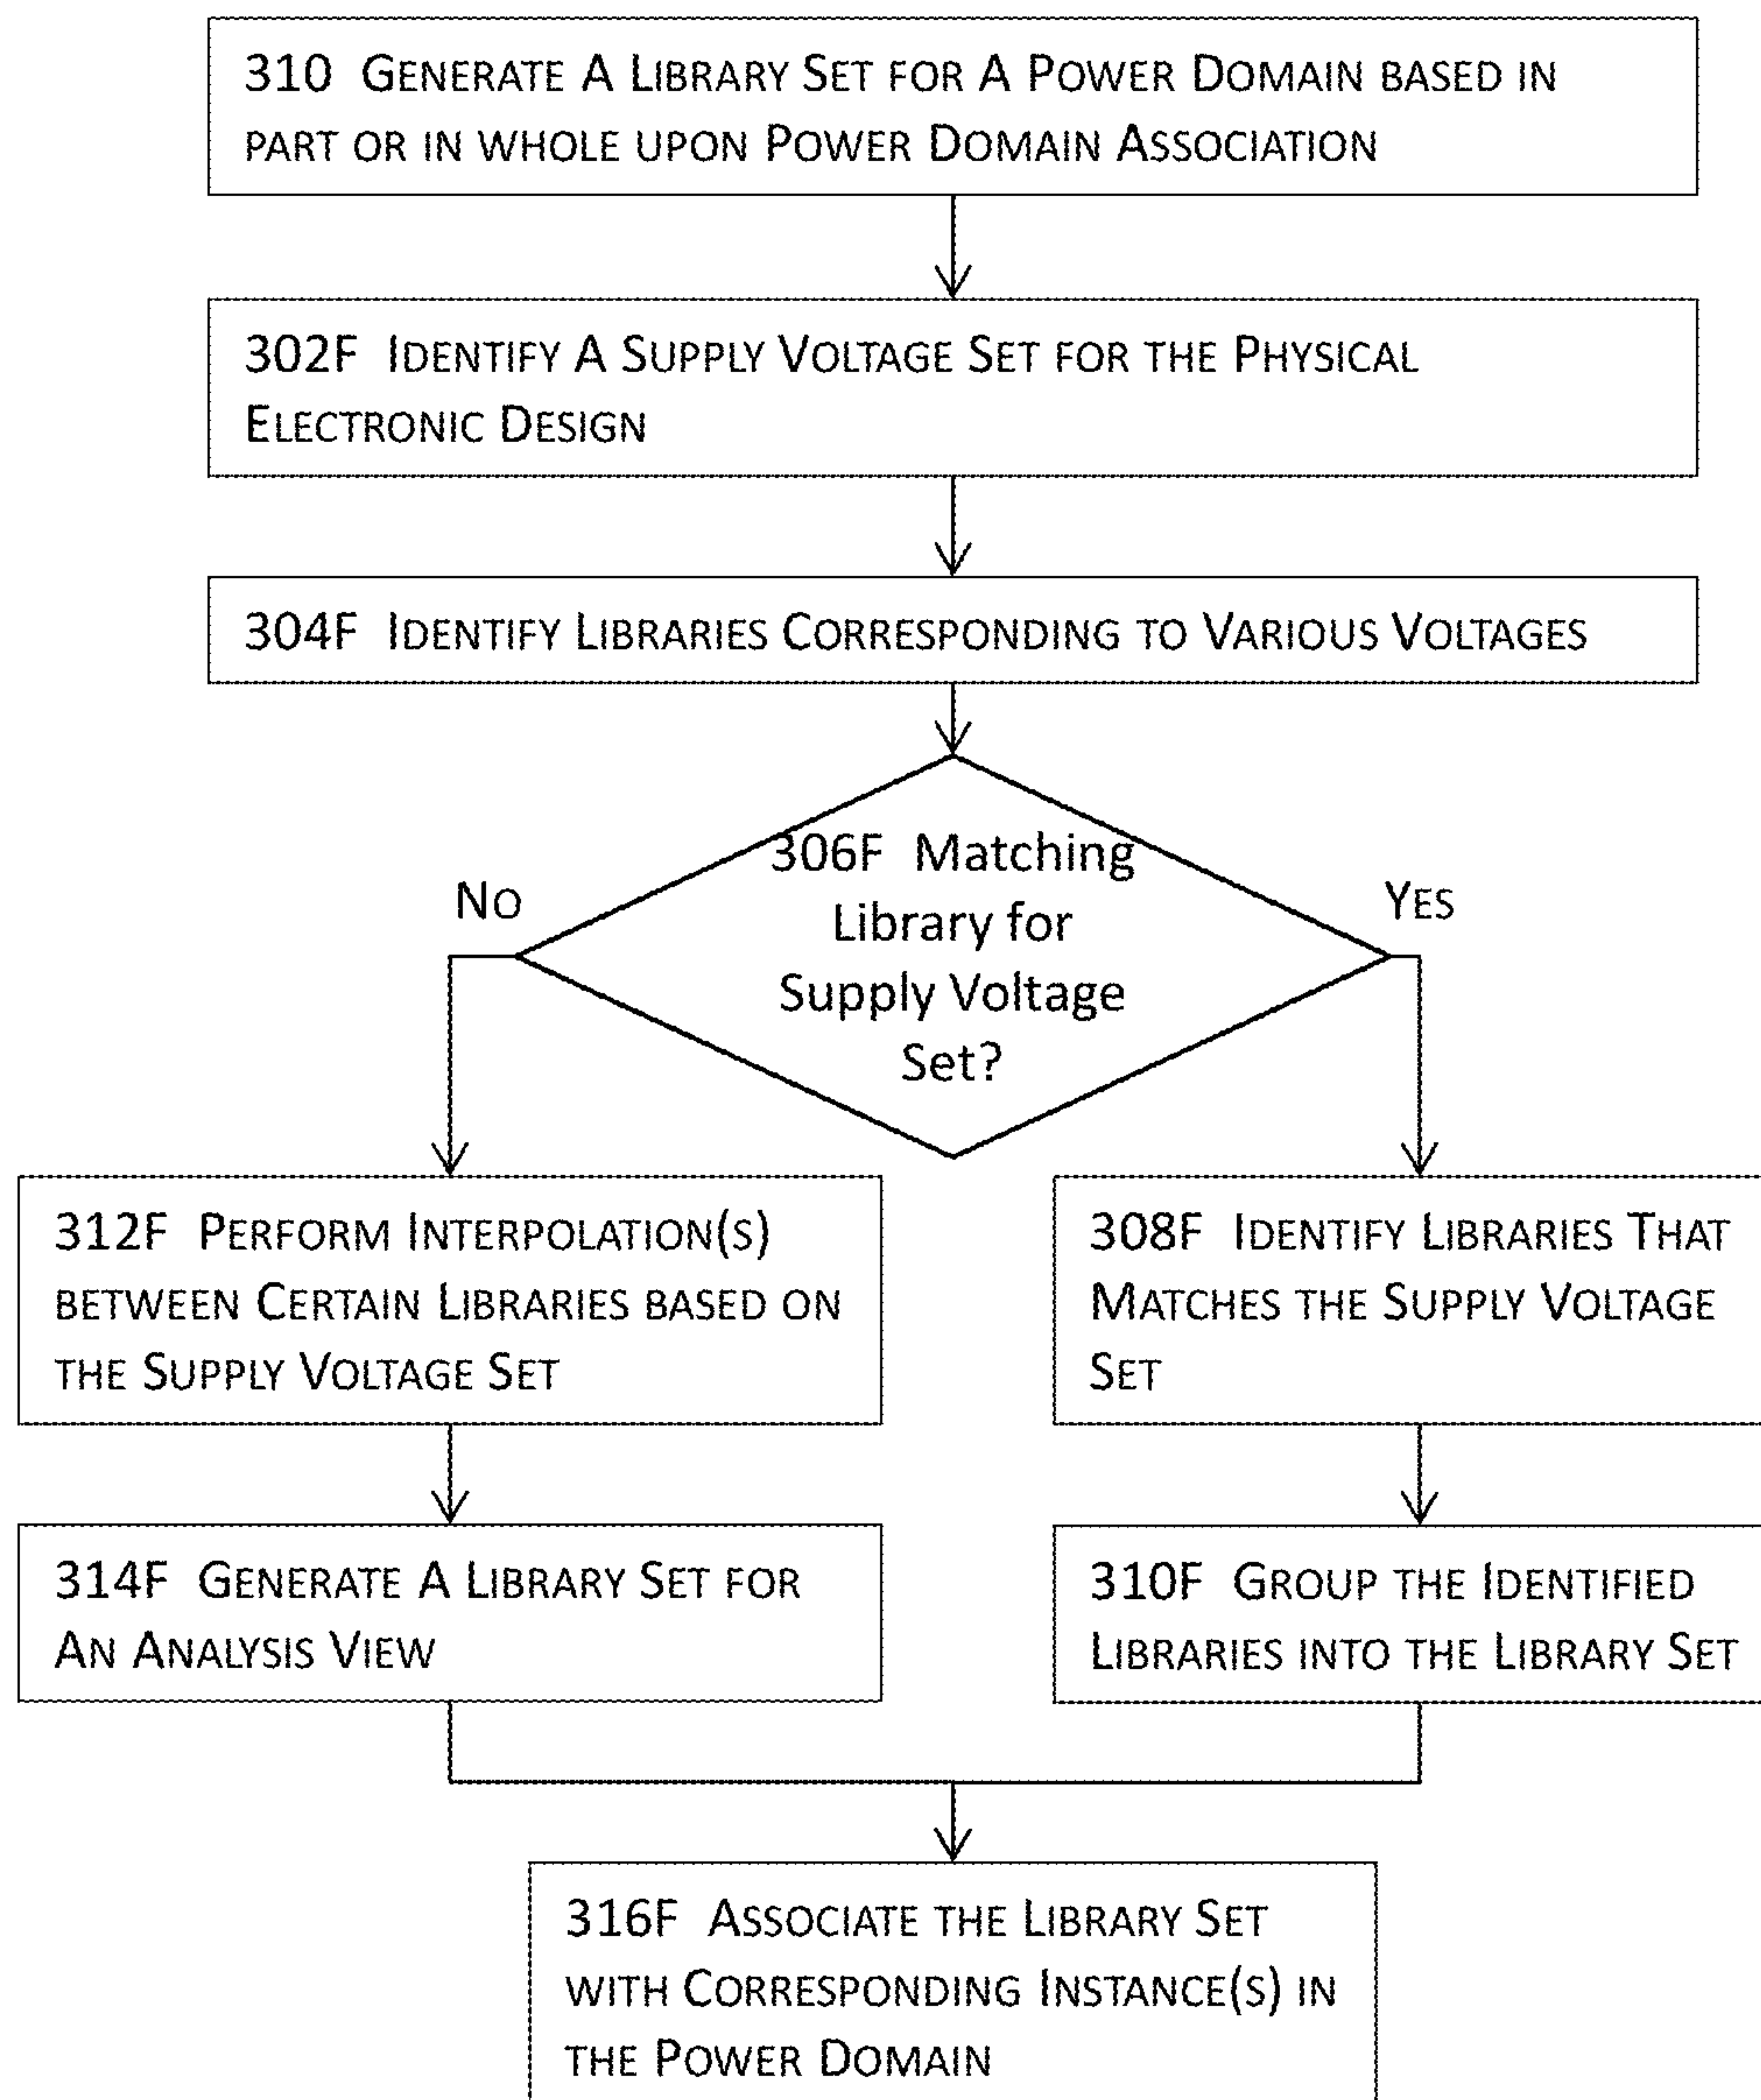 310 GENERATE A LIBRARY SET FOR A POWER DOMAIN BASED IN
PART OR IN WHOLE UPON POWER DOMAIN ASSOCIATION
302F IDENTIFY A SUPPLY VOLTAGE SET FOR THE PHYSICAL
ELECTRONIC DESIGN
304F IDENTIFY LIBRARIES CORRESPONDING TO VARIOUS VOLTAGES
306F Matching
Library for
Supply Voltage
Set?
NO
YES
312F PERFORM INTERPOLATION(S)
BETWEEN CERTAIN LIBRARIES BASED ON
THE SUPPLY VOLTAGE SET
308F IDENTIFY LIBRARIES THAT
MATCHES THE SUPPLY VOLTAGE
SET
314F GENERATE A LIBRARY SET FOR
AN ANALYSIS VIEW
310F GROUP THE IDENTIFIED
LIBRARIES INTO THE LIBRARY SET
316F ASSOCIATE THE LIBRARY SET
WITH CORRESPONDING INSTANCE(S) IN
THE POWER DOMAIN